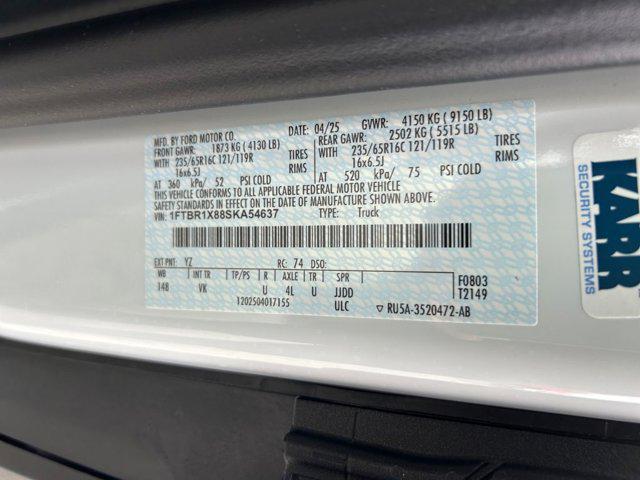 MFD. BY FORD MOTOR CO.
DATE: 04/25 GVWR: 4150 KG ( 9150 LB)
FRONT GAWR: 1873 KG ( 4130 LB)
REAR GAWR: 2502 KG ( 5515 LB)
WITH 235/65R16C 121/119R TIRES
WITH 235/65R16C 121/119R TIRES
16x6.5J RIMS
16x6.5J RIMS
AT 360 kPa/ 52 PSI COLD
AT 520 kPa/ 75 PSI COLD
THIS VEHICLE CONFORMS TO ALL APPLICABLE FEDERAL MOTOR VEHICLE
SAFETY STANDARDS IN EFFECT ON THE DATE OF MANUFACTURE SHOWN ABOVE.
VIN: 1FTBR1X88SKA54637 TYPE: Truck
EXT PNT: YZ RC: 74 DSO:
WB INT TR TP/PS R AXLE TR SPR
148 VK U 4L U JJDD
F0803
T2149
1202504017155 ULC
▽ RU5A-3520472-AB
KARR
SECURITY SYSTEMS